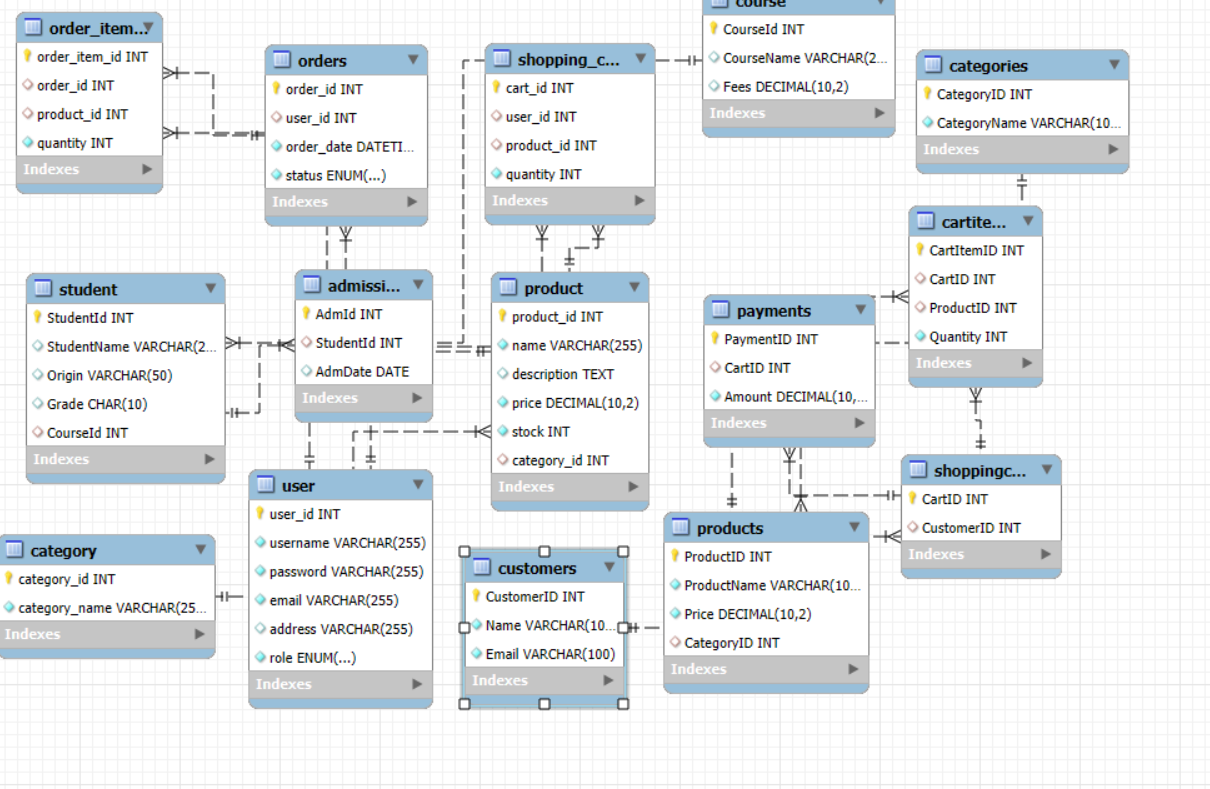 order_item...
order_item_id INT
order_id INT
product_id INT
quantity INT
Indexes
orders
order_id INT
user_id INT
order_date DATETI...
status ENUM(...)
Indexes
shopping_c...
cart_id INT
user_id INT
product_id INT
quantity INT
Indexes
course
CourseId INT
CourseName VARCHAR(2...
Fees DECIMAL(10,2)
Indexes
categories
CategoryID INT
CategoryName VARCHAR(10...
Indexes
cartite...
CartItemID INT
CartID INT
ProductID INT
Quantity INT
Indexes
student
StudentId INT
StudentName VARCHAR(2...
Origin VARCHAR(50)
Grade CHAR(10)
CourseId INT
Indexes
admissi...
AdmId INT
StudentId INT
AdmDate DATE
Indexes
product
product_id INT
name VARCHAR(255)
description TEXT
price DECIMAL(10,2)
stock INT
category_id INT
Indexes
payments
PaymentID INT
CartID INT
Amount DECIMAL(10,...
Indexes
shoppingc...
CartID INT
CustomerID INT
Indexes
user
user_id INT
username VARCHAR(255)
password VARCHAR(255)
email VARCHAR(255)
address VARCHAR(255)
role ENUM(...)
Indexes
category
category_id INT
category_name VARCHAR(25...
Indexes
customers
CustomerID INT
Name VARCHAR(10...
Email VARCHAR(100)
Indexes
products
ProductID INT
ProductName VARCHAR(10...
Price DECIMAL(10,2)
CategoryID INT
Indexes